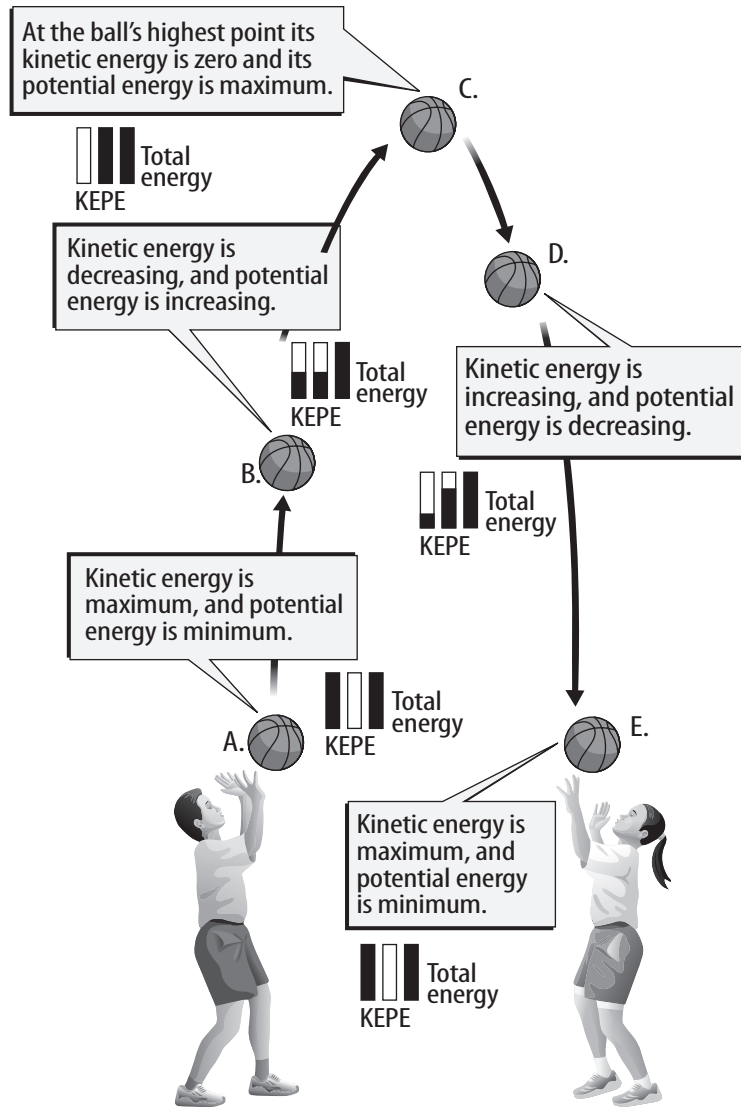 At the ball's highest point its
kinetic energy is zero and its
potential energy is maximum.
C.
Total
energy
KEPE
Kinetic energy is
decreasing, and potential
energy is increasing.
D.
Total
energy
KEPE
Kinetic energy is
increasing, and potential
energy is decreasing.
B.
Total
energy
KEPE
Kinetic energy is
maximum, and potential
energy is minimum.
Total
energy
KEPE
A.
E.
Kinetic energy is
maximum, and
potential energy
is minimum.
Total
energy
KEPE